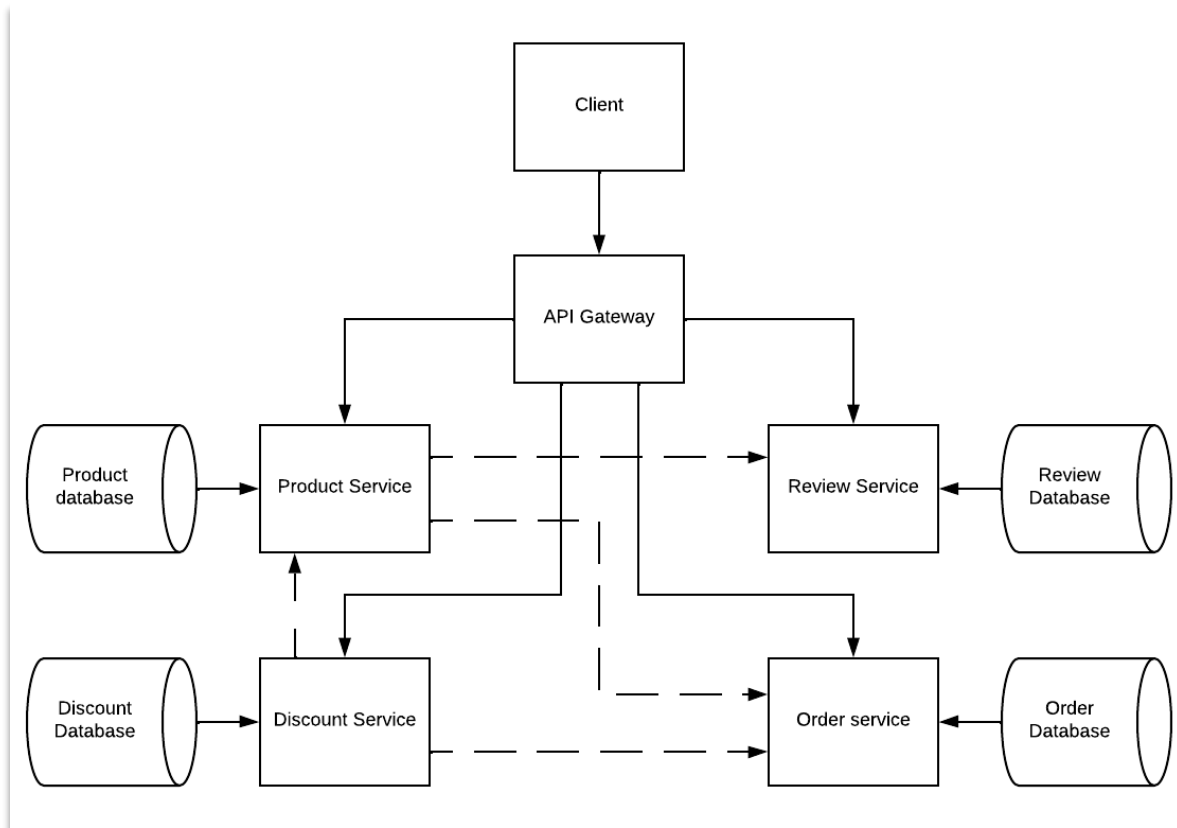 Client
API Gateway
Product
database
Product Service
Review Service
Review
Database
Discount
Database
Discount Service
Order service
Order
Database